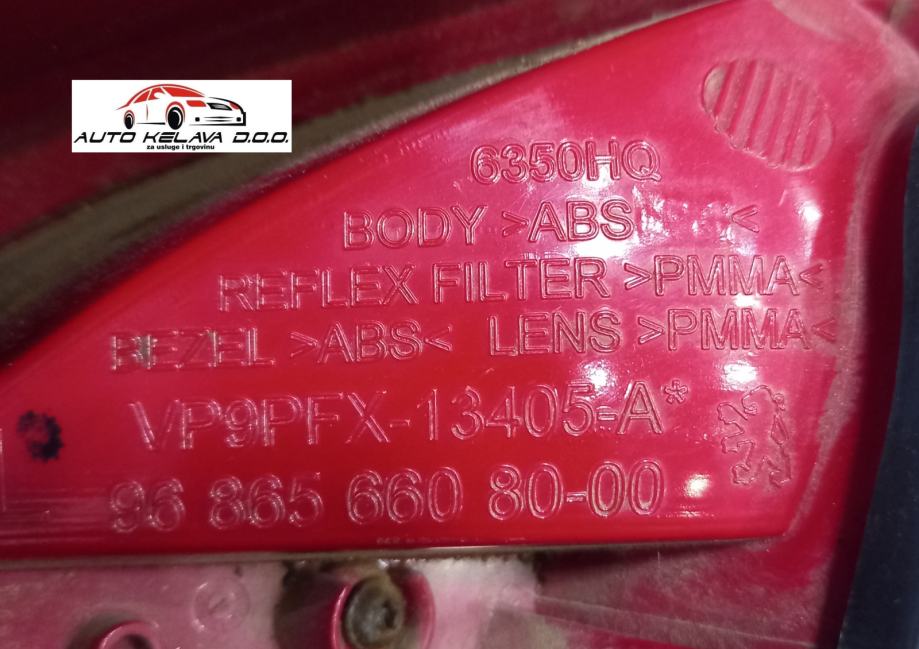 AUTO KELAVA D.O.O.
za usluge i trgovinu
6350HQ
BODY >ABS <
REFLEX FILTER >PMMA<
BEZEL >ABS< LENS >PMMA<
VP9PFX-13405-A*
96 865 660 80-00